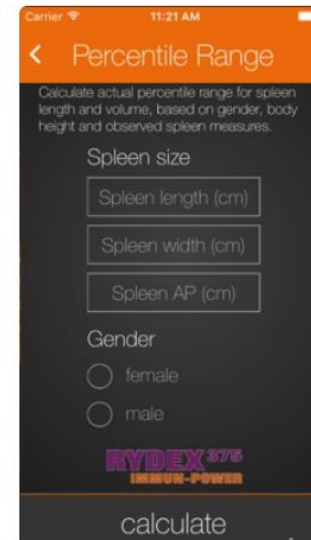 Carrier 11:21 AM
Percentile Range
Calculate actual percentile range for spleen
length and volume, based on gender, body
height and observed spleen measures.
Spleen size
Spleen length (cm)
Spleen width (cm)
Spleen AP (cm)
Gender
female
male
RYDEX 375
IMMUN-POWER
calculate